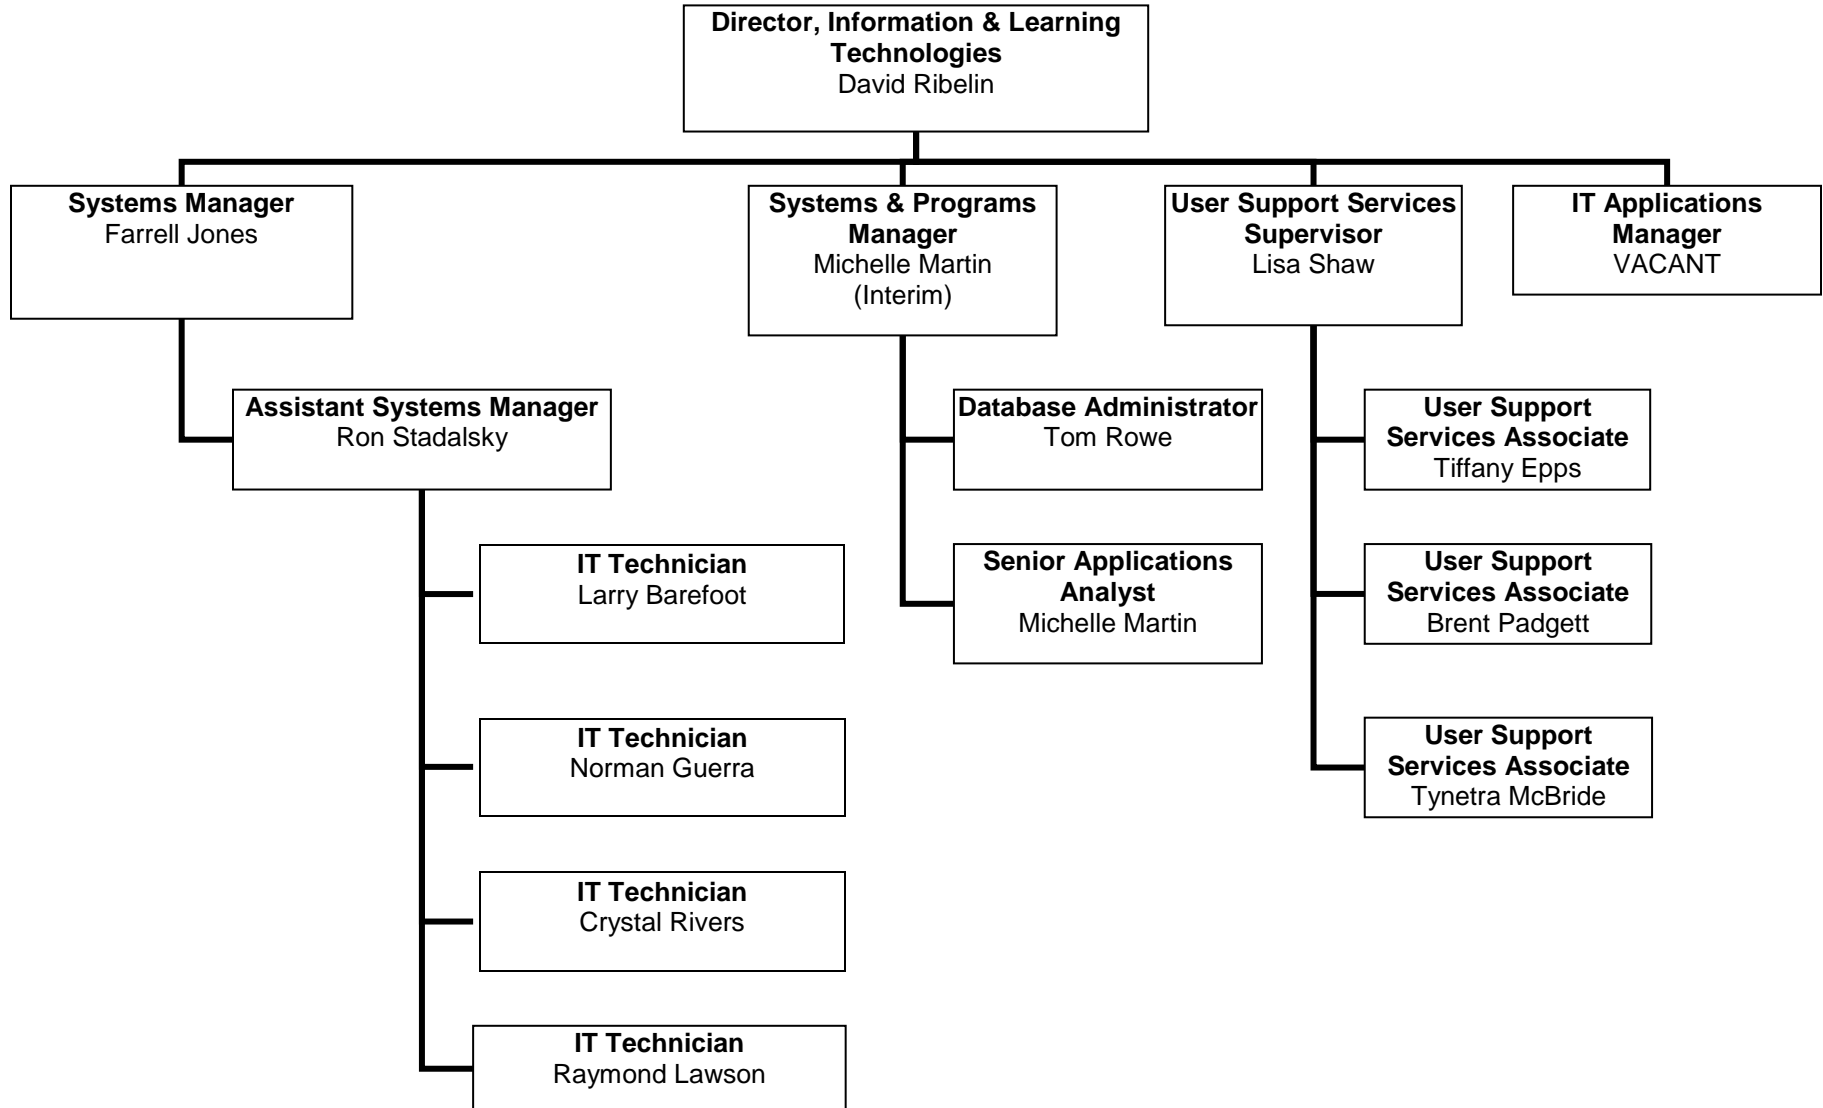 Director, Information & Learning
Technologies
David Ribelin
Systems Manager
Farrell Jones
Systems & Programs
Manager
Michelle Martin
(Interim)
User Support Services
Supervisor
Lisa Shaw
IT Applications
Manager
VACANT
Assistant Systems Manager
Ron Stadalsky
Database Administrator
Tom Rowe
User Support
Services Associate
Tiffany Epps
IT Technician
Larry Barefoot
Senior Applications
Analyst
Michelle Martin
User Support
Services Associate
Brent Padgett
IT Technician
Norman Guerra
User Support
Services Associate
Tynetra McBride
IT Technician
Crystal Rivers
IT Technician
Raymond Lawson